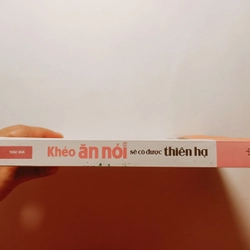 Khéo ăn nói sẽ có được thiên hạ